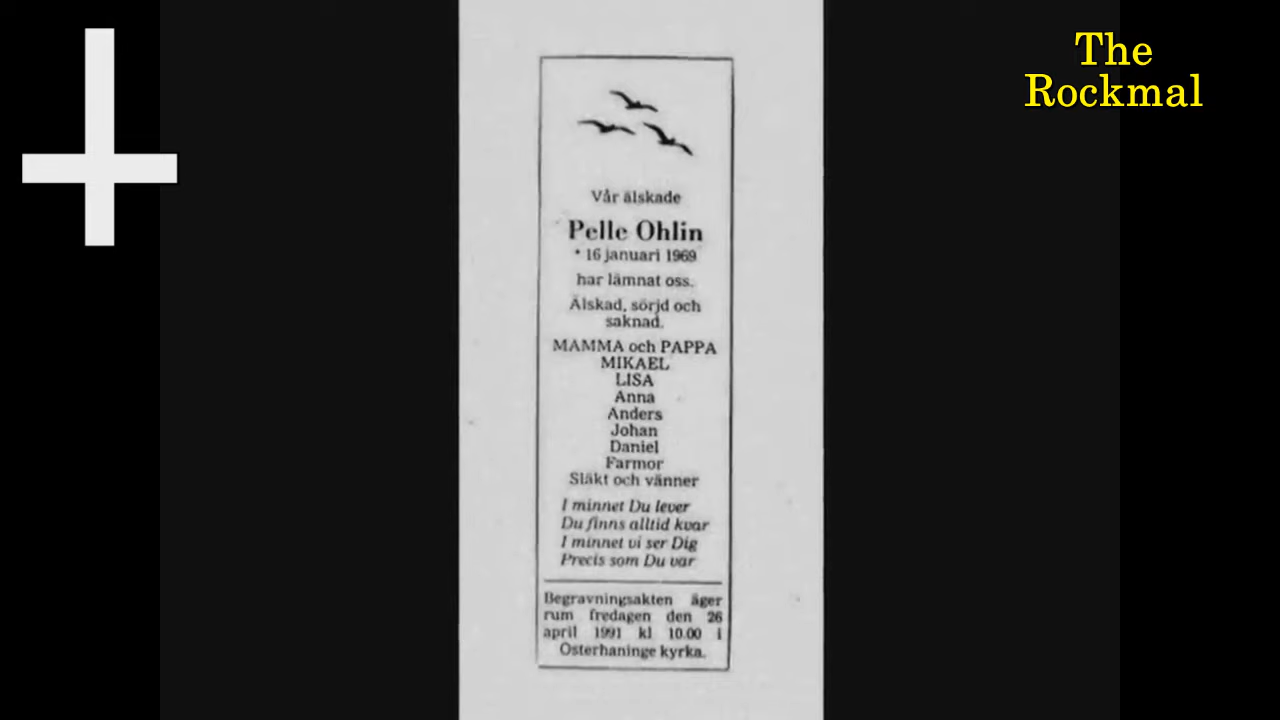 The
Rockmal
Vår älskade
Pelle Ohlin
* 16 januari 1969
har lämnat oss.
Älskad, sörjd och
saknad.
MAMMA och PAPPA
MIKAEL
LISA
Anna
Anders
Johan
Daniel
Farmor
Släkt och vänner
I minnet Du lever
Du finns alltid kvar
I minnet vi ser Dig
Precis som Du var
Begravningsakten äger
rum fredagen den 26
april 1991 kl 10.00 i
Österhaninge kyrka.